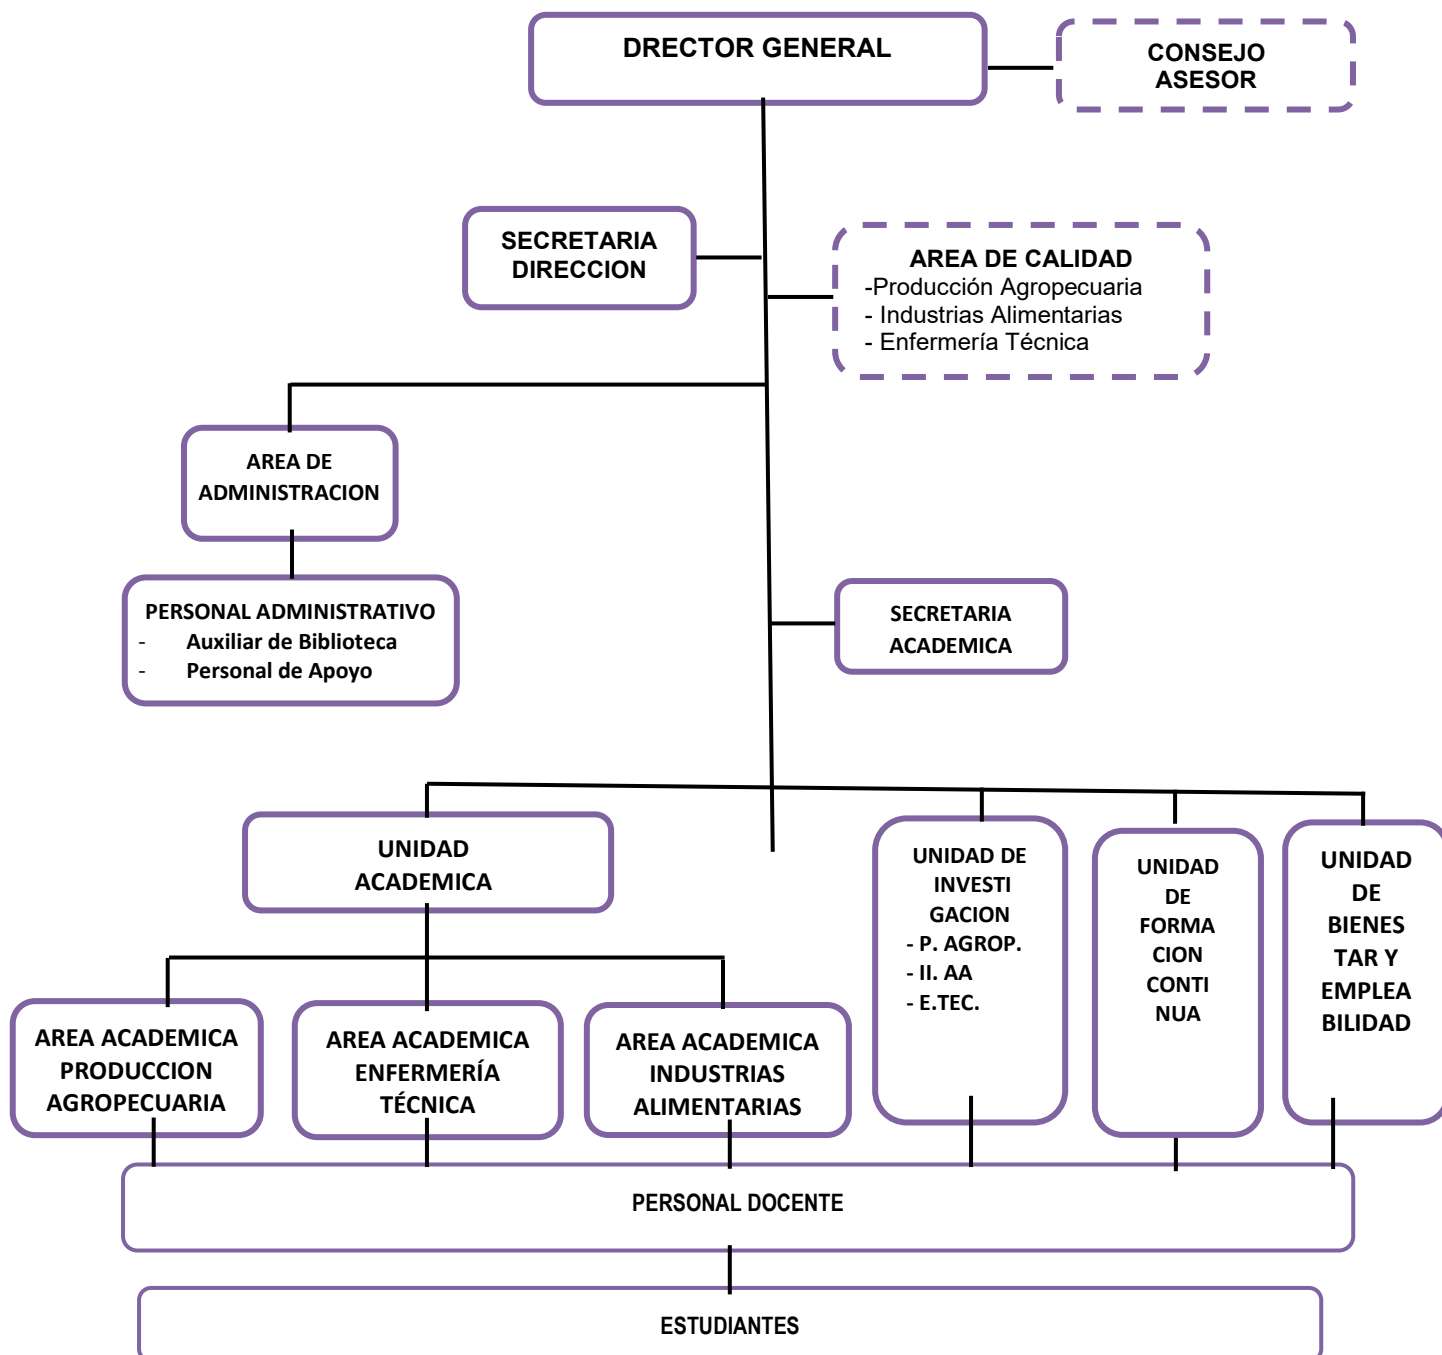 DRECTOR GENERAL
CONSEJO
ASESOR
SECRETARIA
DIRECCION
AREA DE CALIDAD
-Producción Agropecuaria
- Industrias Alimentarias
- Enfermería Técnica
AREA DE
ADMINISTRACION
PERSONAL ADMINISTRATIVO
- Auxiliar de Biblioteca
- Personal de Apoyo
SECRETARIA
ACADEMICA
UNIDAD
ACADEMICA
UNIDAD DE
INVESTI
GACION
- P. AGROP.
- II. AA
- E.TEC.
UNIDAD
DE
FORMA
CION
CONTI
NUA
UNIDAD
DE
BIENES
TAR Y
EMPLEA
BILIDAD
AREA ACADEMICA
PRODUCCION
AGROPECUARIA
AREA ACADEMICA
ENFERMERÍA
TÉCNICA
AREA ACADEMICA
INDUSTRIAS
ALIMENTARIAS
PERSONAL DOCENTE
ESTUDIANTES